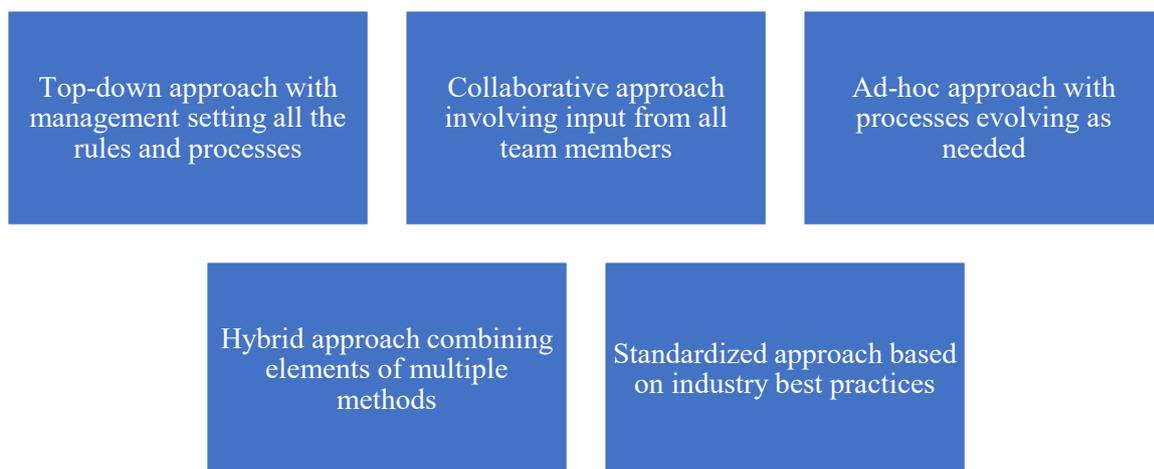 Top-down approach with
management setting all the
rules and processes
Collaborative approach
involving input from all
team members
Ad-hoc approach with
processes evolving as
needed
Hybrid approach combining
elements of multiple
methods
Standardized approach based
on industry best practices